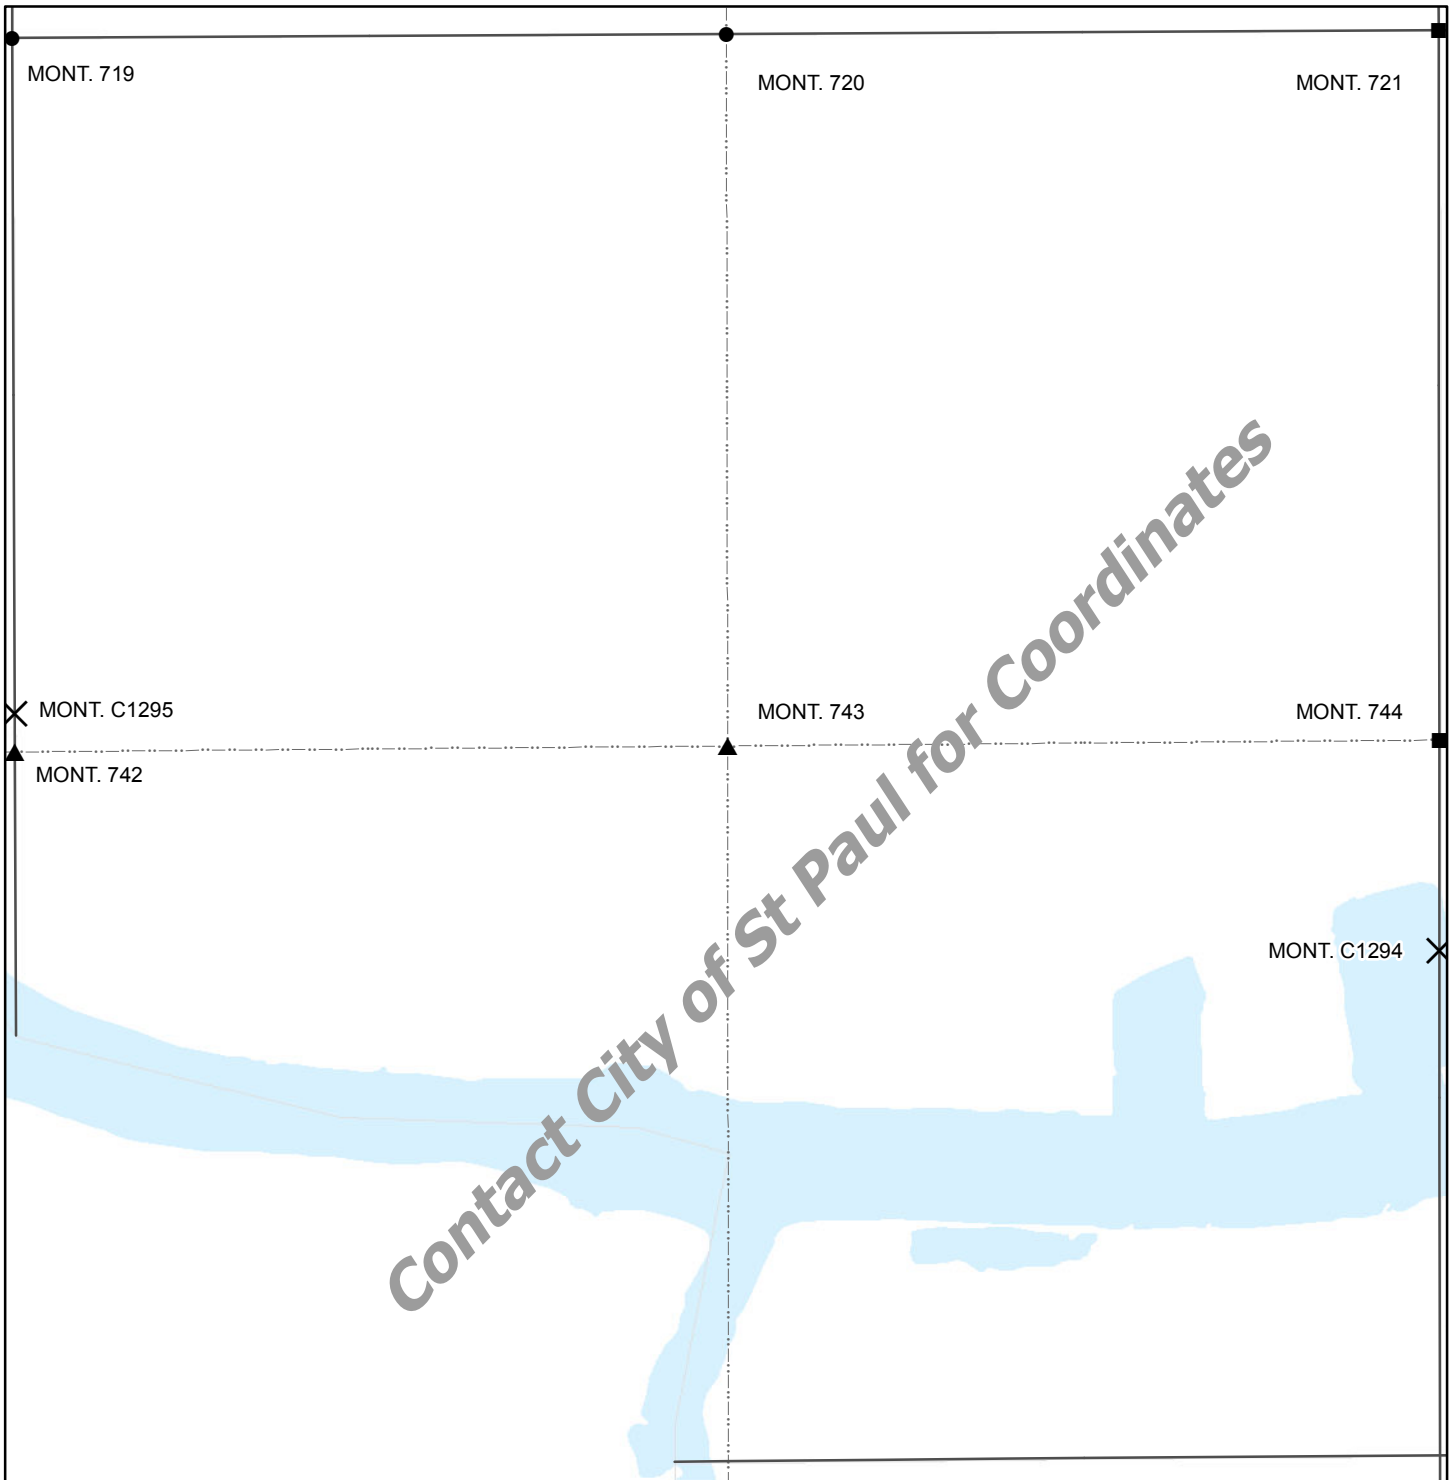 MONT. 719
MONT. 720
MONT. 721
MONT. C1295
MONT. 743
MONT. 744
MONT. 742
MONT. C1294
Contact City of St Paul for Coordinates